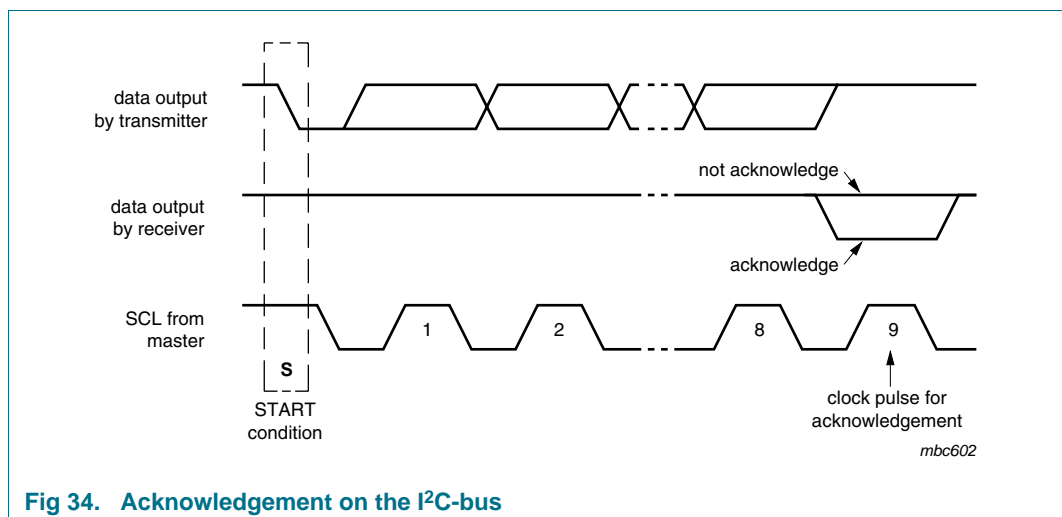 data output
by transmitter
not acknowledge
data output
by receiver
acknowledge
SCL from
master
1
2
8
9
S
START
condition
clock pulse for
acknowledgement
mbc602
Fig 34. Acknowledgement on the I²C-bus